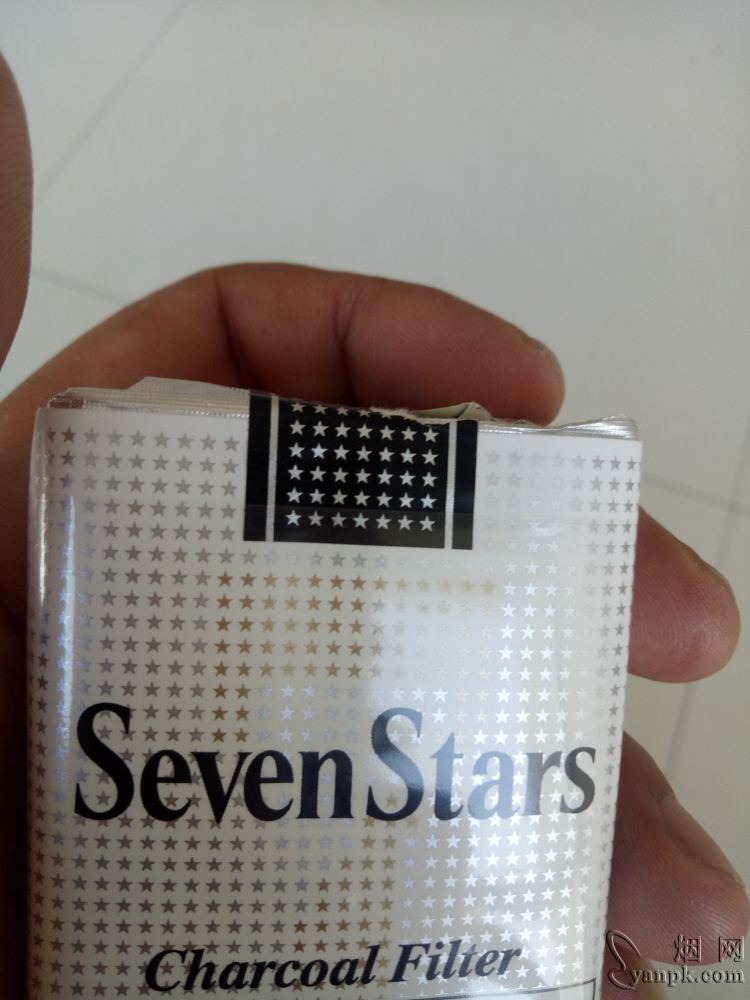 Seven Stars
Charcoal Filter
烟 网
yanpk.com